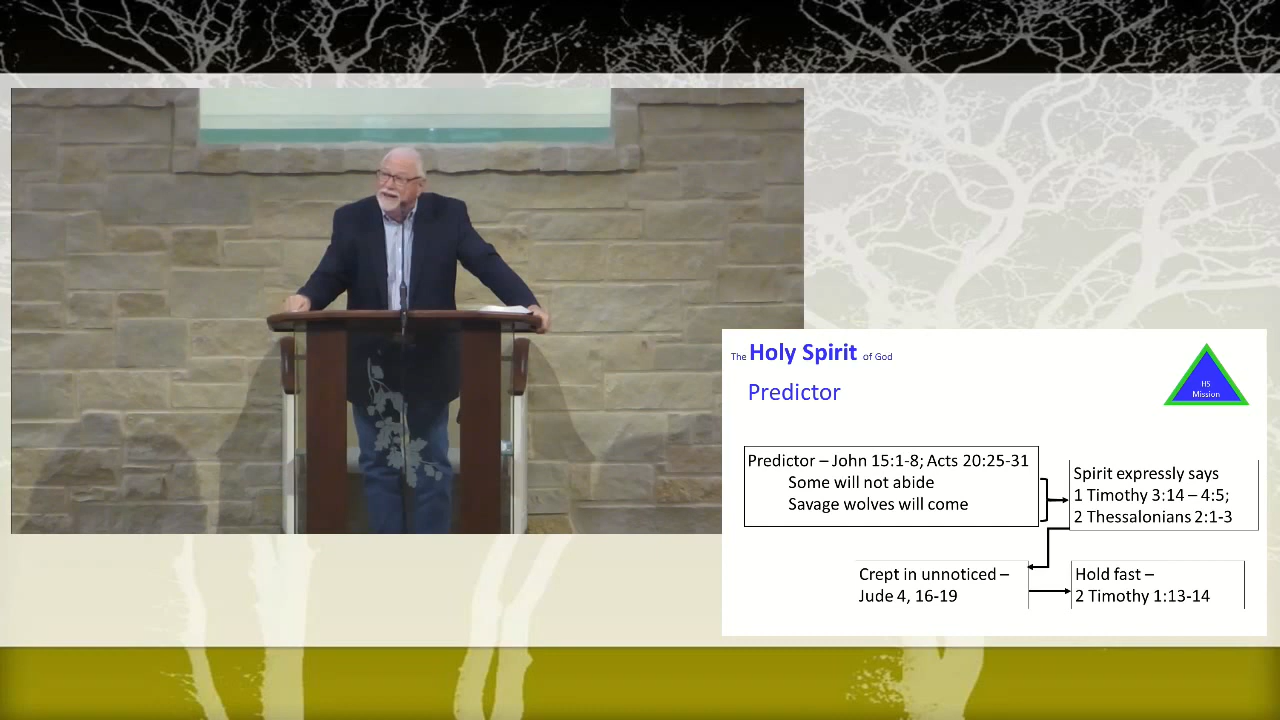 The Holy Spirit of God
Predictor
HS
Mission
Predictor – John 15:1-8; Acts 20:25-31
Some will not abide
Savage wolves will come
Spirit expressly says
1 Timothy 3:14 – 4:5;
2 Thessalonians 2:1-3
Crept in unnoticed –
Jude 4, 16-19
Hold fast –
2 Timothy 1:13-14